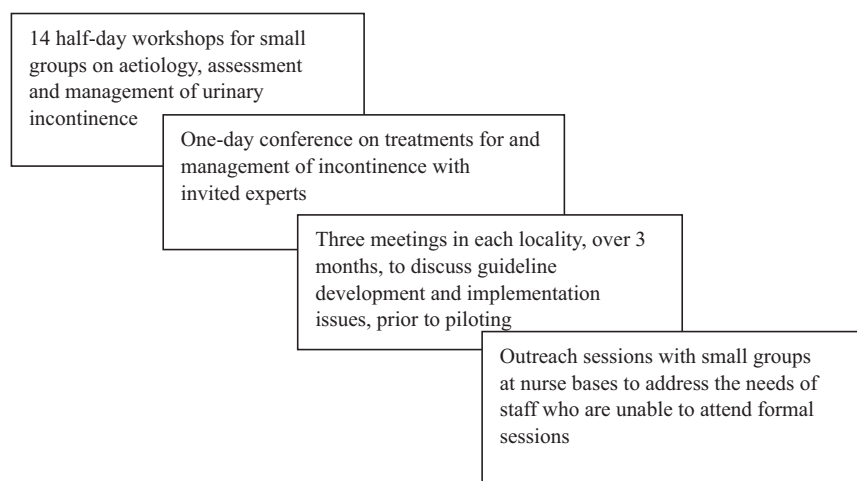 14 half-day workshops for small
groups on aetiology, assessment
and management of urinary
incontinence
One-day conference on treatments for and
management of incontinence with
invited experts
Three meetings in each locality, over 3
months, to discuss guideline
development and implementation
issues, prior to piloting
Outreach sessions with small groups
at nurse bases to address the needs of
staff who are unable to attend formal
sessions